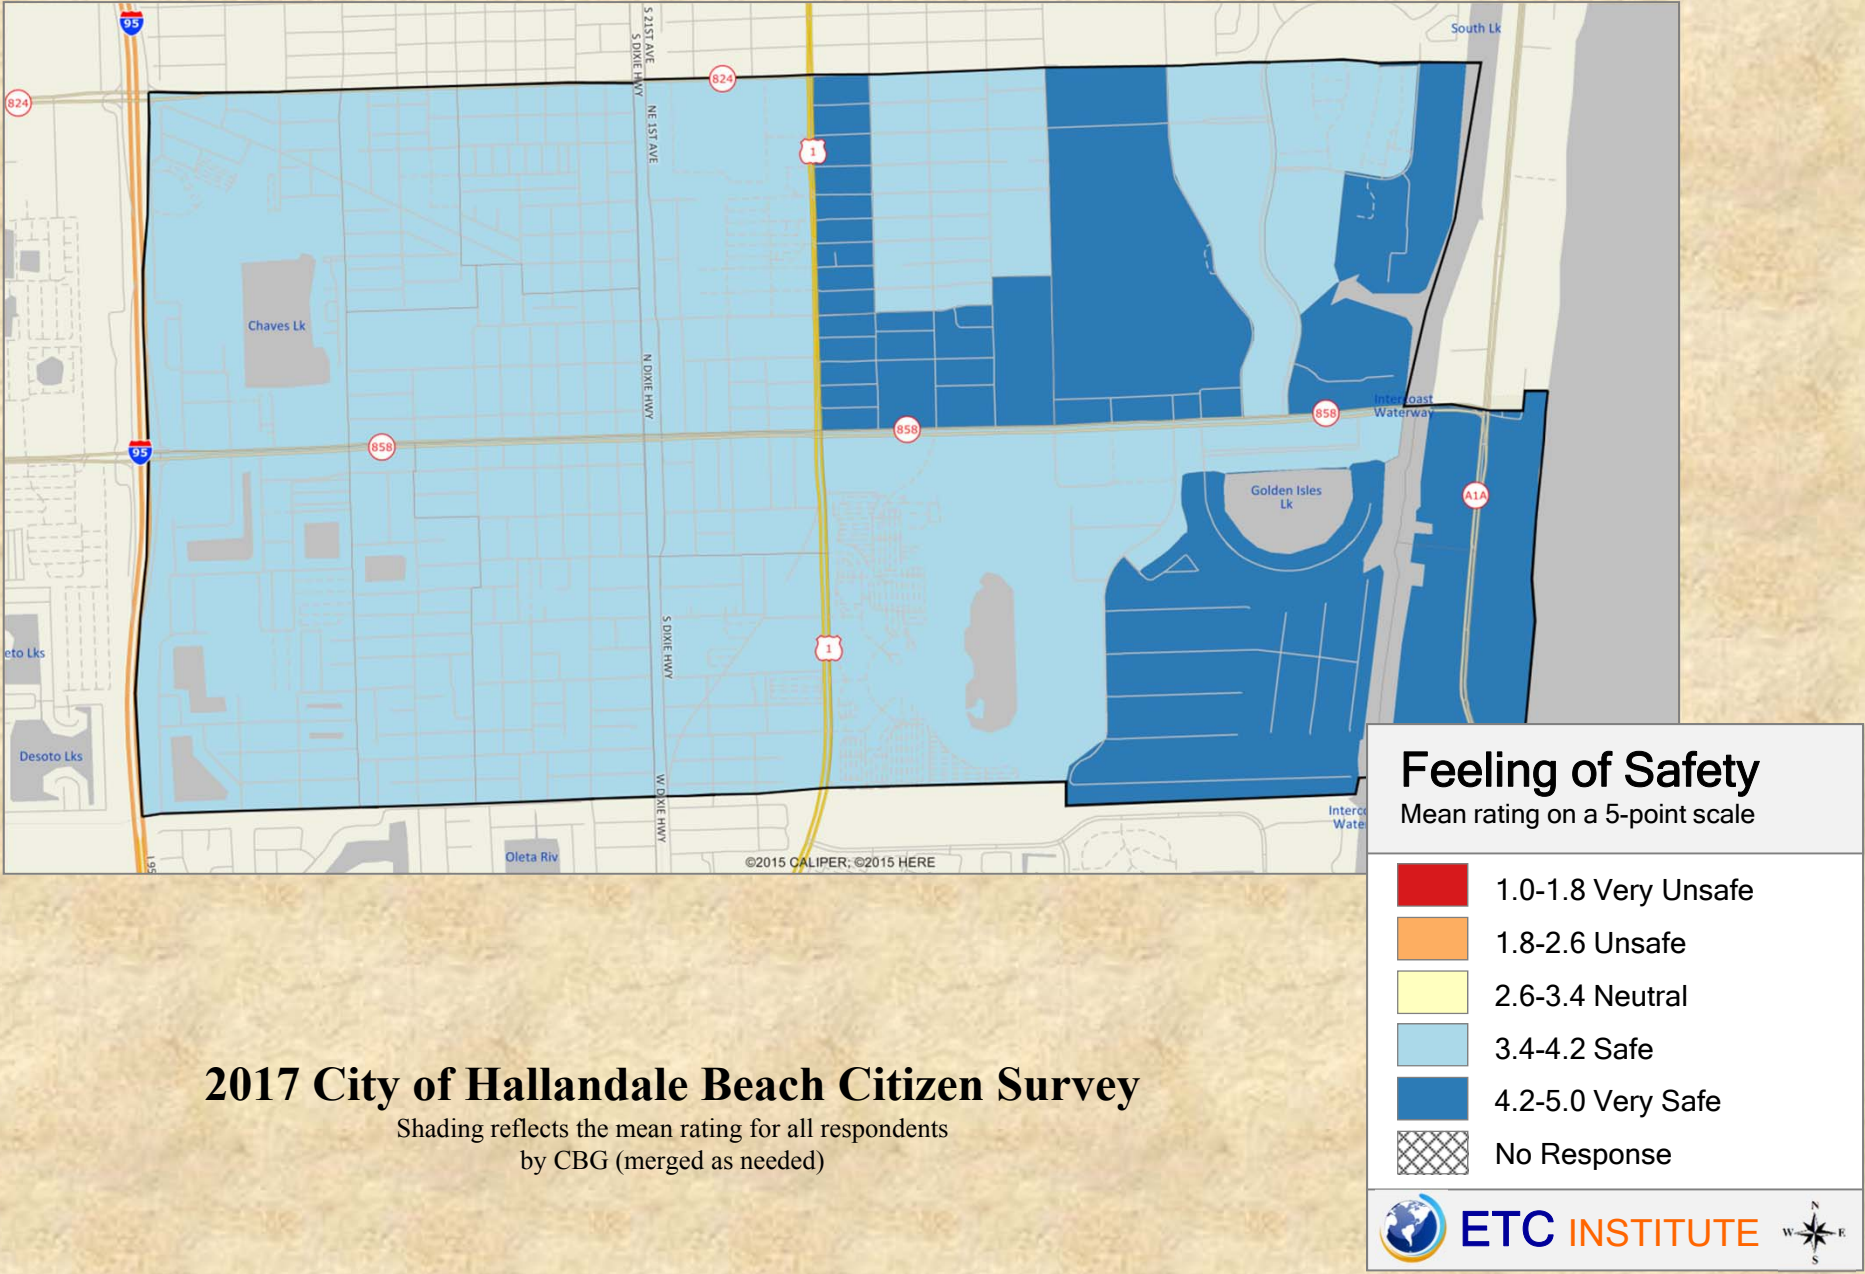 95
S 21ST AVE
S DIXIE HWY
824
824
South Lk
NE 1ST AVE
1
Chaves Lk
N DIXIE HWY
Intercoast
Waterway
858
858
858
95
Golden Isles
Lk
A1A
S DIXIE HWY
1
eto Lks
Desoto Lks
W DIXIE HWY
Interco
Wate
Oleta Riv
I 95
©2015 CALIPER; ©2015 HERE
Feeling of Safety
Mean rating on a 5-point scale
1.0-1.8 Very Unsafe
1.8-2.6 Unsafe
2.6-3.4 Neutral
3.4-4.2 Safe
4.2-5.0 Very Safe
No Response
2017 City of Hallandale Beach Citizen Survey
Shading reflects the mean rating for all respondents
by CBG (merged as needed)
ETC INSTITUTE
N
W E
S